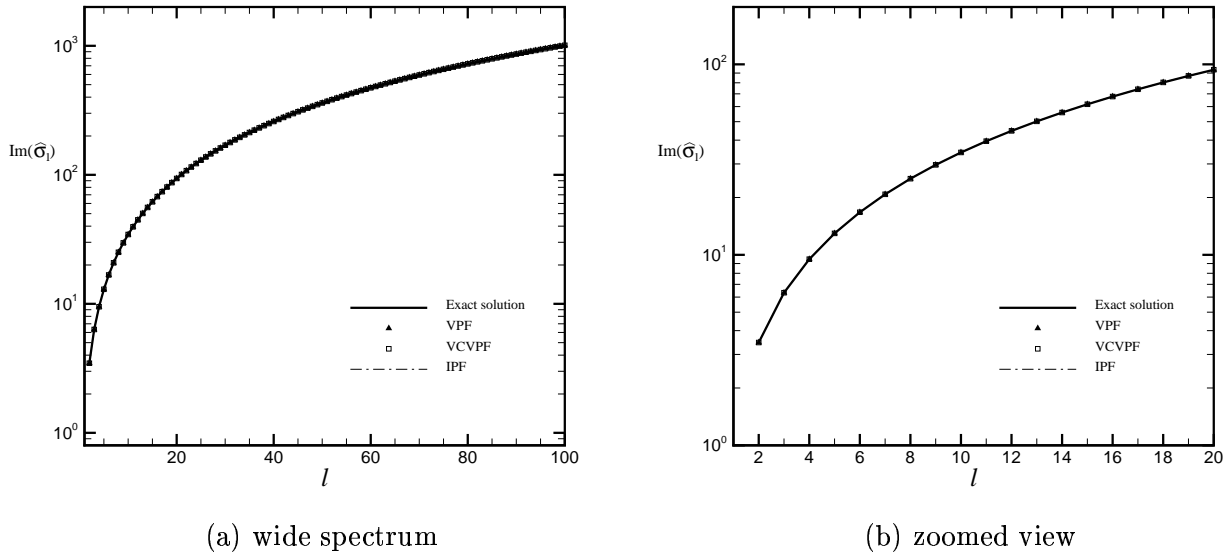 10³
10²
10¹
10⁰
Im(σ̂ₗ)
Exact solution
VPF
VCVPF
IPF
20 40 60 80 100
l
(a) wide spectrum
10²
10¹
10⁰
Im(σ̂ₗ)
Exact solution
VPF
VCVPF
IPF
2 4 6 8 10 12 14 16 18 20
l
(b) zoomed view